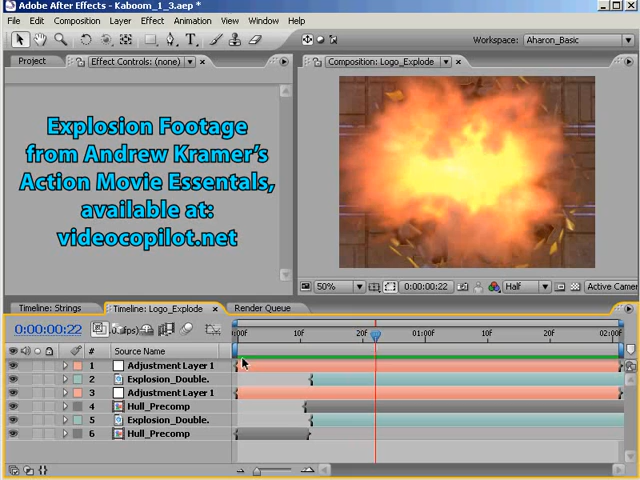 Adobe After Effects - Kaboom_1_3.aep *
File Edit Composition Layer Effect Animation View Window Help
Workspace: Aharon_Basic
Project Effect Controls: (none) Composition: Logo_Explode
Explosion Footage
from Andrew Kramer's
Action Movie Essentals,
available at:
videocopilot.net
50% 0:00:00:22 Half Active Camer
Timeline: Strings Timeline: Logo_Explode Render Queue
0:00:00:22 fps) :00F 10f 20f 01:00f 10f 20f 02:00F
# Source Name
1 Adjustment Layer 1
2 Explosion_Double.
3 Adjustment Layer 1
4 Hull_Precomp
5 Explosion_Double.
6 Hull_Precomp